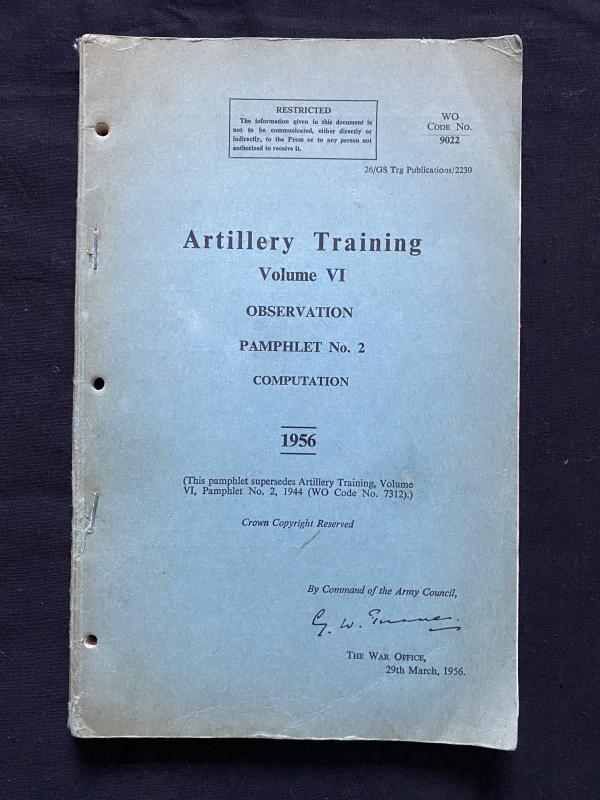 RESTRICTED
The information given in this document is
not to be communicated, either directly or
indirectly, to the Press or to any person not
authorized to receive it.
WO
CODE NO.
9022
26/GS Trg Publications/2230
Artillery Training
Volume VI
OBSERVATION
PAMPHLET No. 2
COMPUTATION
1956
(This pamphlet supersedes Artillery Training, Volume
VI, Pamphlet No. 2, 1944 (WO Code No. 7312).)
Crown Copyright Reserved
By Command of the Army Council,
G. W. Turner.
THE WAR OFFICE,
29th March, 1956.